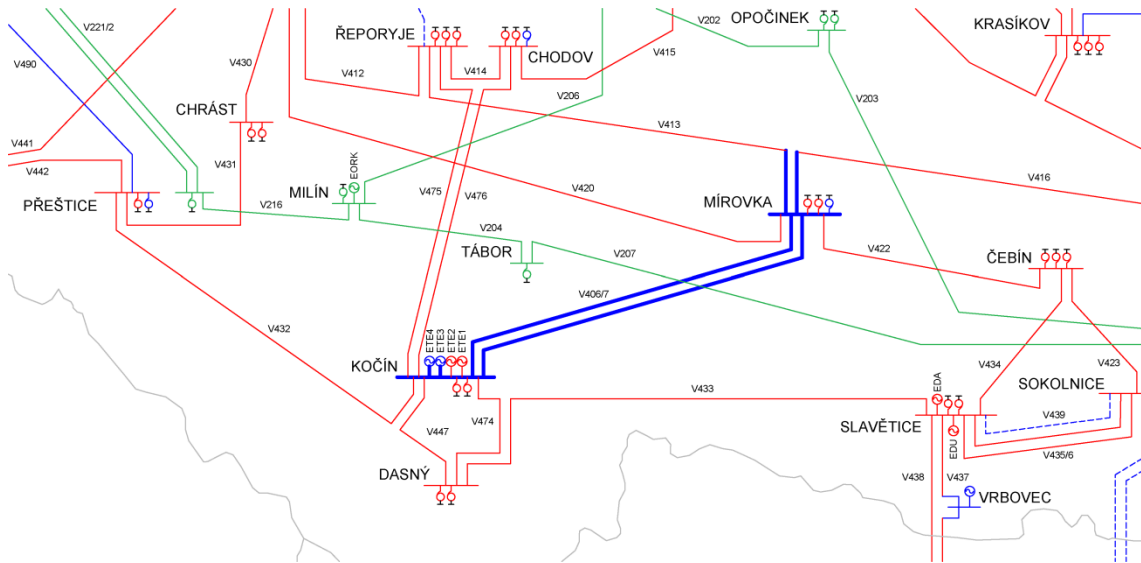 V221/2
V490
V430
CHRÁST
V441
V442
V431
PŘEŠTICE
V216
ŘEPORYJE
V412
V414
CHODOV
V415
V206
V202
OPOČINEK
KRASÍKOV
V203
V413
EORK
MILÍN
V204
TÁBOR
V475
V476
V420
V207
MÍROVKA
V416
V422
ČEBÍN
V406/7
V432
ETE4
ETE3
ETE2
ETE1
KOČÍN
V447
V474
DASNÝ
V433
V434
V423
SOKOLNICE
EDA
SLAVĚTICE
EDU
V439
V435/6
V438
V437
VRBOVEC